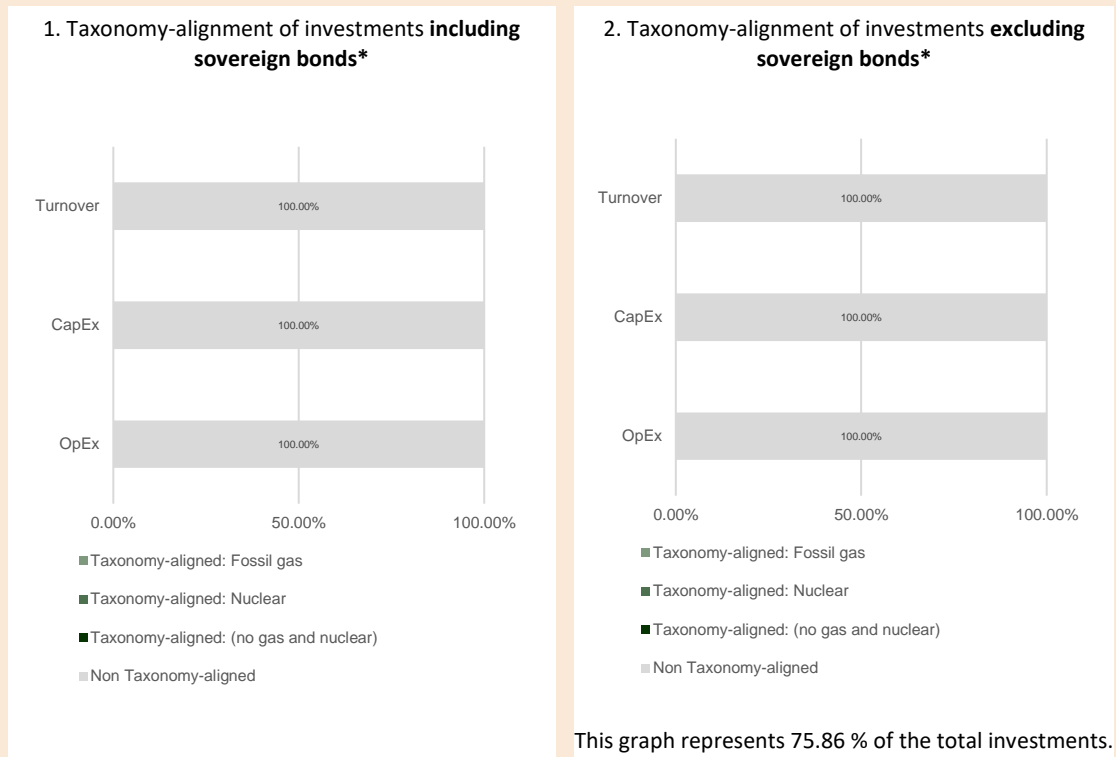 1. Taxonomy-alignment of investments including
sovereign bonds*
Turnover
100.00%
CapEx
100.00%
OpEx
100.00%
0.00%
50.00%
100.00%
Taxonomy-aligned: Fossil gas
Taxonomy-aligned: Nuclear
Taxonomy-aligned: (no gas and nuclear)
Non Taxonomy-aligned
2. Taxonomy-alignment of investments excluding
sovereign bonds*
Turnover
100.00%
CapEx
100.00%
OpEx
100.00%
0.00%
50.00%
100.00%
Taxonomy-aligned: Fossil gas
Taxonomy-aligned: Nuclear
Taxonomy-aligned: (no gas and nuclear)
Non Taxonomy-aligned
This graph represents 75.86 % of the total investments.